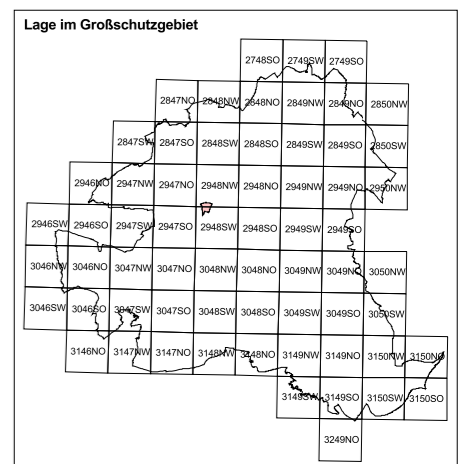 Lage im Großschutzgebiet
2748SO 2749SW 2749SO
2847NO 2848NW 2848NO 2849NW 2849NO 2850NW
2847SW 2847SO 2848SW 2848SO 2849SW 2849SO 2850SW
2946NO 2947NW 2947NO 2948NW 2948NO 2949NW 2949NO 2950NW
2946SW 2946SO 2947SW 2947SO 2948SW 2948SO 2949SW 2949SO
3046NW 3046NO 3047NW 3047NO 3048NW 3048NO 3049NW 3049NO 3050NW
3046SW 3046SO 3047SW 3047SO 3048SW 3048SO 3049SW 3049SO 3050SW
3146NO 3147NW 3147NO 3148NW 3148NO 3149NW 3149NO 3150NW 3150NO
3149SW 3149SO 3150SW 3150SO
3249NO